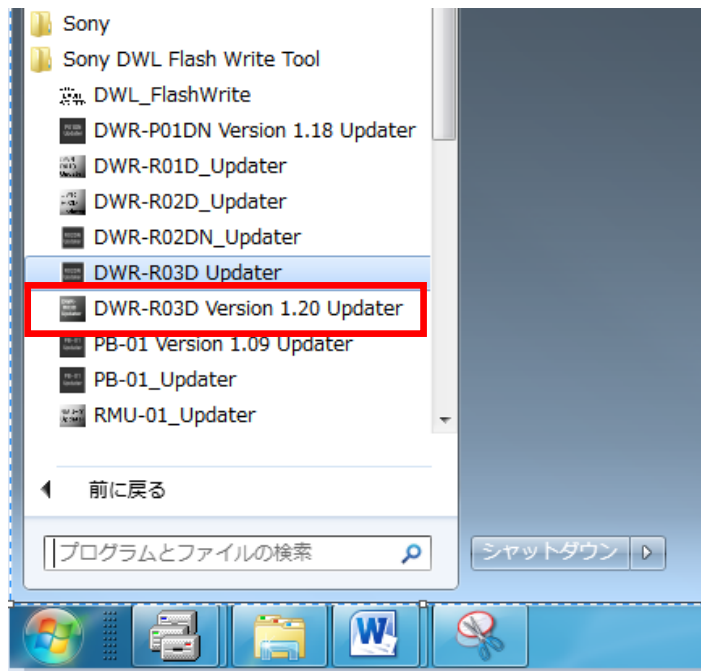 Sony
Sony DWL Flash Write Tool
DWL_FlashWrite
DWR-P01DN Version 1.18 Updater
DWR-R01D_Updater
DWR-R02D_Updater
DWR-R02DN_Updater
DWR-R03D Updater
DWR-R03D Version 1.20 Updater
PB-01 Version 1.09 Updater
PB-01_Updater
RMU-01_Updater
前に戻る
プログラムとファイルの検索
シャットダウン
W